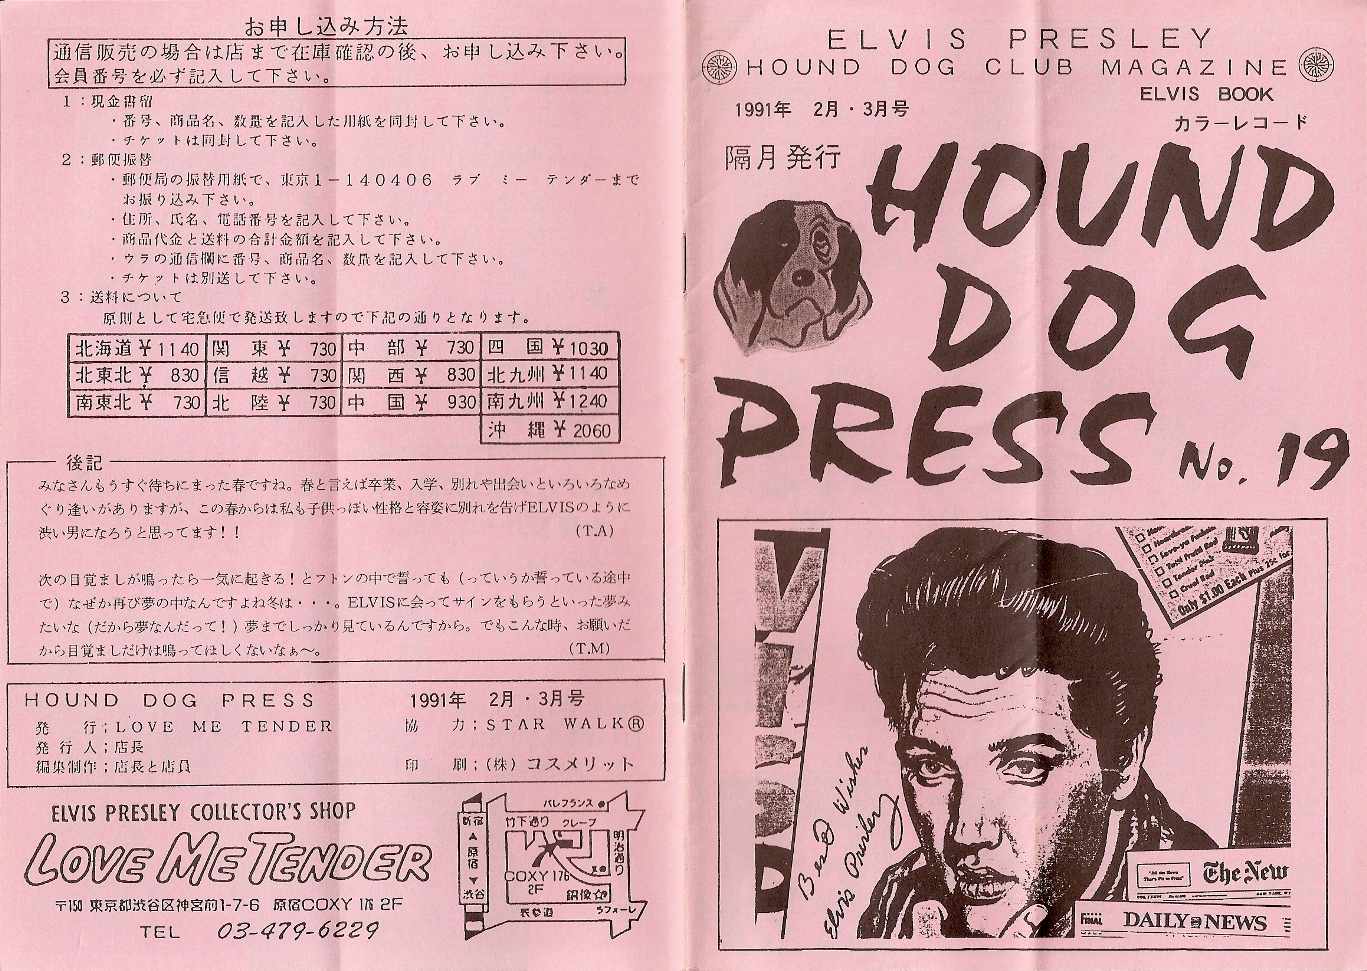 お申し込み方法
通信販売の場合は店まで在庫確認の後、お申し込み下さい。
会員番号を必ず記入して下さい。
1：現金書留
・番号、商品名、数量を記入した用紙を同封して下さい。
・チケットは同封して下さい。
2：郵便振替
・郵便局の振替用紙で、東京1－140406 ラブ ミー テンダーまで
お振り込み下さい。
・住所、氏名、電話番号を記入して下さい。
・商品代金と送料の合計金額を記入して下さい。
・ウラの通信欄に番号、商品名、数量を記入して下さい。
・チケットは別送して下さい。
3：送料について
原則として宅急便で発送致しますので下記の通りとなります。
北海道￥1140 関東￥730 中部￥730 四国￥1030
北東北￥830 信越￥730 関西￥830 北九州￥1140
南東北￥730 北陸￥730 中国￥930 南九州￥1240
沖縄￥2060
後記
みなさんもうすぐ待ちにまった春ですね。春と言えば卒業、入学、別れや出会いといろいろなめ
ぐり逢いがありますが、この春からは私も子供っぽい性格と容姿に別れを告げELVISのように
渋い男になろうと思ってます！！ (T.A)
次の目覚ましが鳴ったら一気に起きる！とフトンの中で誓っても（っていうか誓っている途中
で）なぜか再び夢の中なんですよね冬は・・・。ELVISに会ってサインをもらうといった夢み
たいな（だから夢なんだって！）夢までしっかり見ているんですから。でもこんな時、お願いだ
から目覚ましだけは鳴ってほしくないなぁ～。 (T.M)
HOUND DOG PRESS 1991年 2月・3月号
発行；LOVE ME TENDER 協力；STAR WALK®
発行人；店長
編集制作；店長と店員 印刷；(株)コスメリット
ELVIS PRESLEY COLLECTOR'S SHOP
LOVE ME TENDER
〒150 東京都渋谷区神宮前1-7-6 原宿COXY 176 2F
TEL 03-479-6229
パレフランス
新宿
竹下通り クレープ
明治通り
原宿
COXY 176
2F
銅像
渋谷
表参道
ラフォーレ
ELVIS PRESLEY
HOUND DOG CLUB MAGAZINE
ELVIS BOOK
1991年 2月・3月号
カラーレコード
隔月発行
HOUND
DOG
PRESS No. 19
Only $1.00 Each Plus 25c for
Best Wishes
Elvis Presley
The New
FINAL
DAILY NEWS